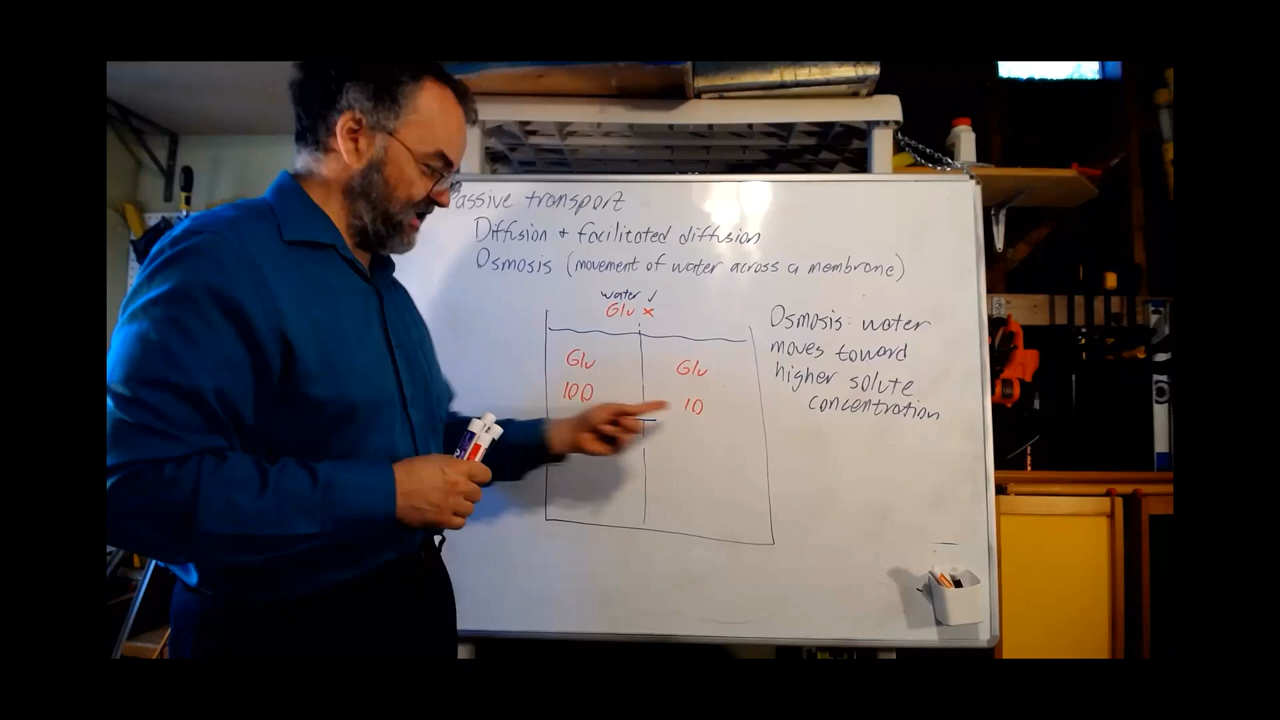 Passive transport
Diffusion + facilitated diffusion
Osmosis (movement of water across a membrane)
water ✓
Glu x
Glu
100
Glu
10
Osmosis: water
moves toward
higher solute
concentration